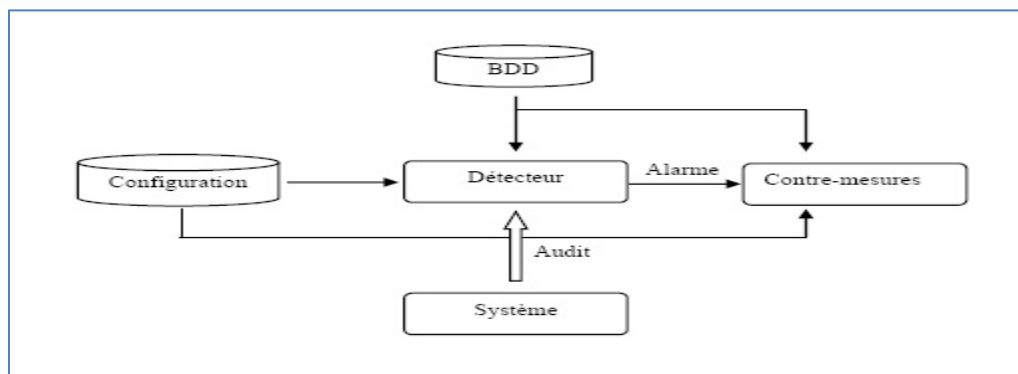 BDD
Configuration
Détecteur
Alarme
Contre-mesures
Audit
Système